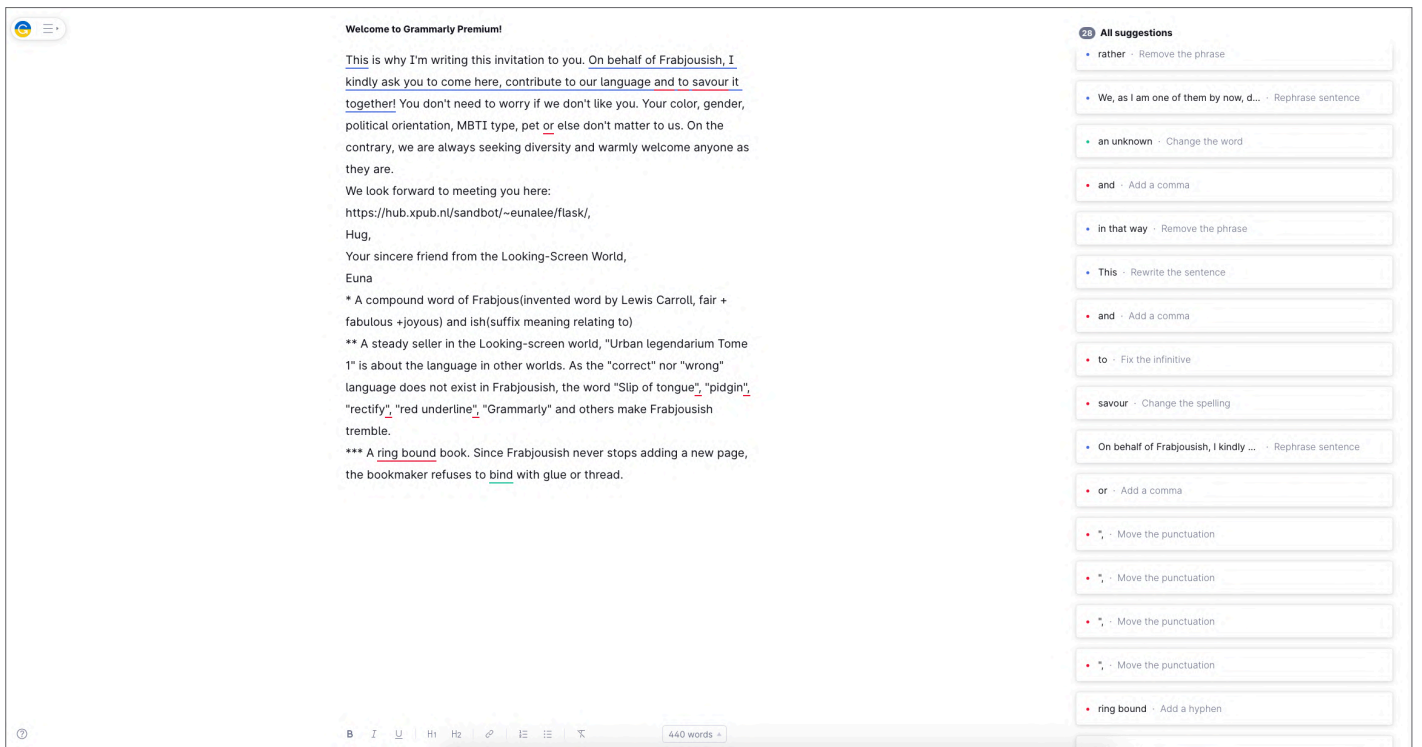 Welcome to Grammarly Premium!
This is why I'm writing this invitation to you. On behalf of Frabjousish, I
kindly ask you to come here, contribute to our language and to savour it
together! You don't need to worry if we don't like you. Your color, gender,
political orientation, MBTI type, pet or else don't matter to us. On the
contrary, we are always seeking diversity and warmly welcome anyone as
they are.
We look forward to meeting you here:
https://hub.xpub.nl/sandbot/~eunalee/flask/,
Hug,
Your sincere friend from the Looking-Screen World,
Euna
* A compound word of Frabjous(invented word by Lewis Carroll, fair +
fabulous +joyous) and ish(suffix meaning relating to)
** A steady seller in the Looking-screen world, "Urban legendarium Tome
1" is about the language in other worlds. As the "correct" nor "wrong"
language does not exist in Frabjousish, the word "Slip of tongue", "pidgin",
"rectify", "red underline", "Grammarly" and others make Frabjousish
tremble.
*** A ring bound book. Since Frabjousish never stops adding a new page,
the bookmaker refuses to bind with glue or thread.
B I U H1 H2
440 words
28 All suggestions
rather · Remove the phrase
We, as I am one of them by now, d... · Rephrase sentence
an unknown · Change the word
and · Add a comma
in that way · Remove the phrase
This · Rewrite the sentence
and · Add a comma
to · Fix the infinitive
savour · Change the spelling
On behalf of Frabjousish, I kindly ... · Rephrase sentence
or · Add a comma
", · Move the punctuation
", · Move the punctuation
", · Move the punctuation
", · Move the punctuation
ring bound · Add a hyphen